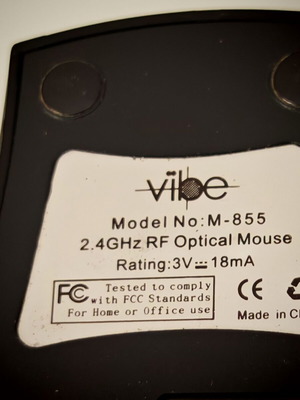 vibe
Model No:M-855
2.4GHz RF Optical Mouse
Rating:3V⎓18mA
FC Tested to comply
with FCC Standards
For Home or Office use
CE
Made in